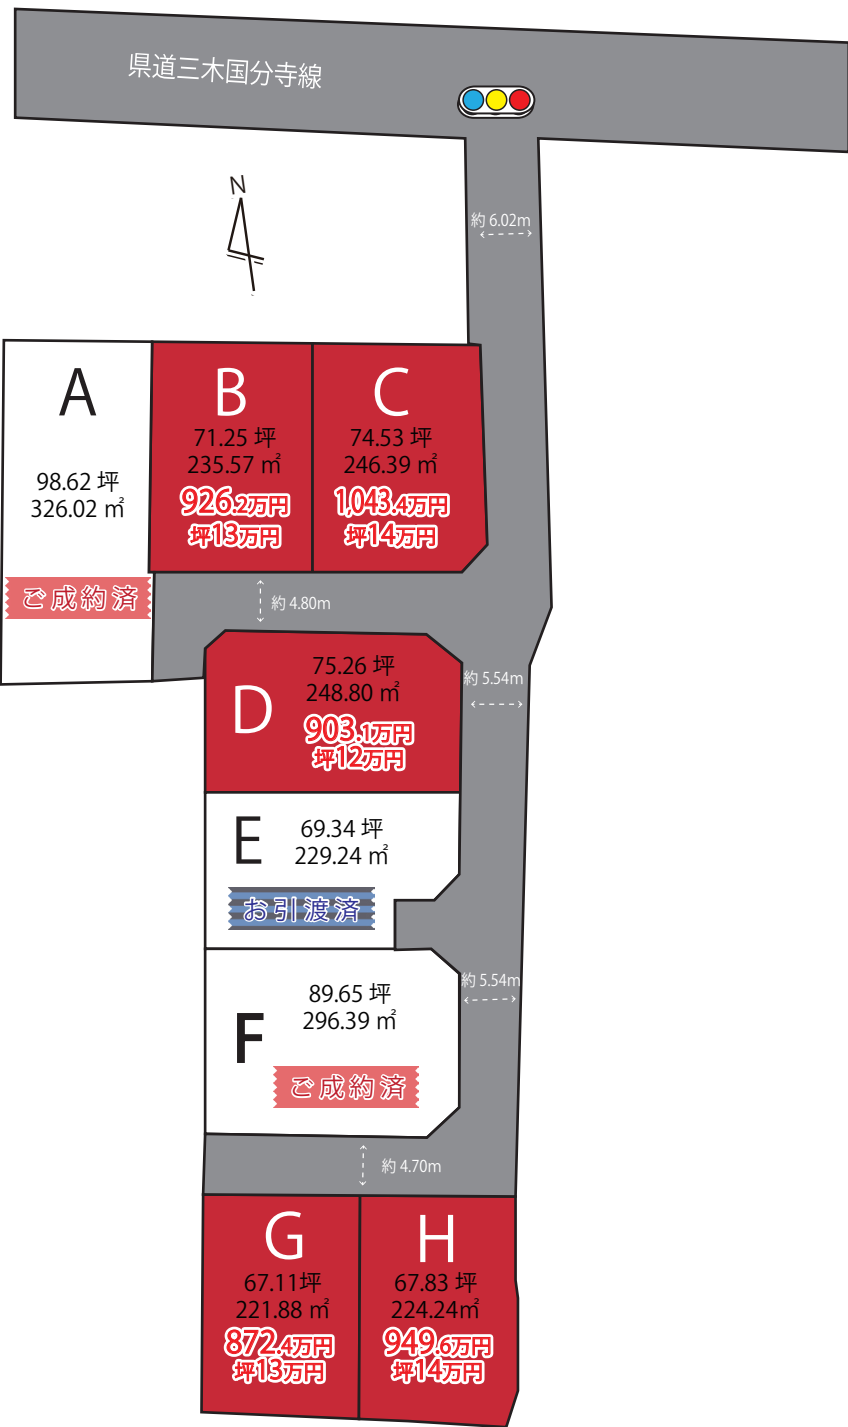 県道三木国分寺線
N
約 6.02m
A
98.62 坪
326.02 ㎡
ご成約済
B
71.25 坪
235.57 ㎡
926.2万円
坪13万円
C
74.53 坪
246.39 ㎡
1,043.4万円
坪14万円
約 4.80m
D
75.26 坪
248.80 ㎡
903.1万円
坪12万円
約 5.54m
E
69.34 坪
229.24 ㎡
お引渡済
F
89.65 坪
296.39 ㎡
ご成約済
約 5.54m
約 4.70m
G
67.11坪
221.88 ㎡
872.4万円
坪13万円
H
67.83 坪
224.24㎡
949.6万円
坪14万円